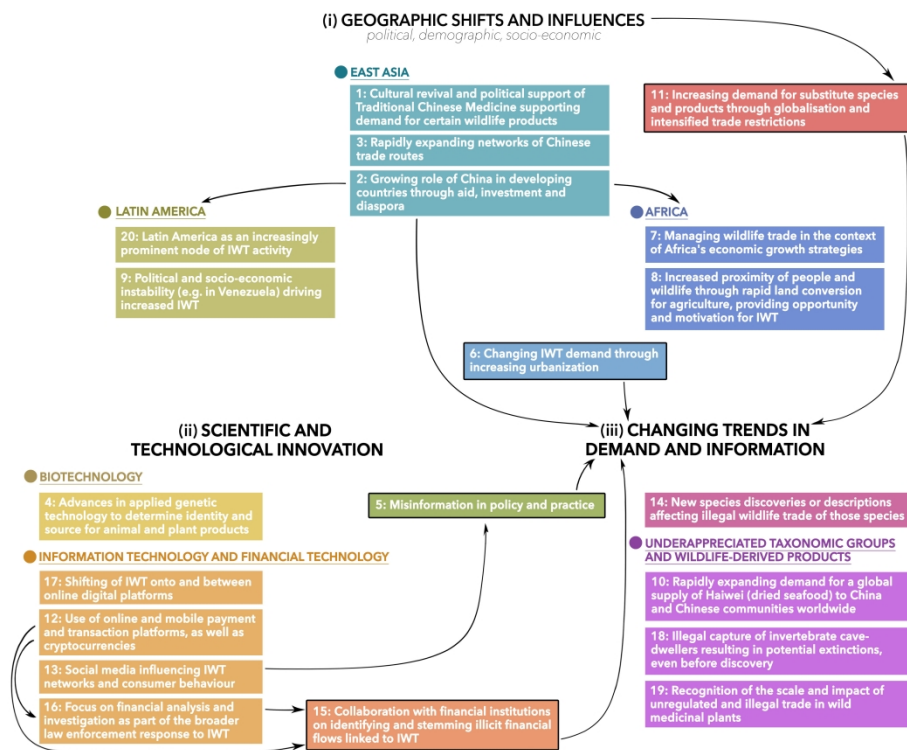 (i) GEOGRAPHIC SHIFTS AND INFLUENCES
political, demographic, socio-economic
EAST ASIA
1: Cultural revival and political support of
Traditional Chinese Medicine supporting
demand for certain wildlife products
3: Rapidly expanding networks of Chinese
trade routes
2: Growing role of China in developing
countries through aid, investment and
diaspora
11: Increasing demand for substitute species
and products through globalisation and
intensified trade restrictions
LATIN AMERICA
20: Latin America as an increasingly
prominent node of IWT activity
9: Political and socio-economic
instability (e.g. in Venezuela) driving
increased IWT
AFRICA
7: Managing wildlife trade in the context
of Africa's economic growth strategies
8: Increased proximity of people and
wildlife through rapid land conversion
for agriculture, providing opportunity
and motivation for IWT
6: Changing IWT demand through
increasing urbanization
(ii) SCIENTIFIC AND
TECHNOLOGICAL INNOVATION
(iii) CHANGING TRENDS IN
DEMAND AND INFORMATION
BIOTECHNOLOGY
4: Advances in applied genetic
technology to determine identity and
source for animal and plant products
5: Misinformation in policy and practice
INFORMATION TECHNOLOGY AND FINANCIAL TECHNOLOGY
17: Shifting of IWT onto and between
online digital platforms
12: Use of online and mobile payment
and transaction platforms, as well as
cryptocurrencies
13: Social media influencing IWT
networks and consumer behaviour
16: Focus on financial analysis and
investigation as part of the broader
law enforcement response to IWT
15: Collaboration with financial institutions
on identifying and stemming illicit financial
flows linked to IWT
14: New species discoveries or descriptions
affecting illegal wildlife trade of those species
UNDERAPPRECIATED TAXONOMIC GROUPS
AND WILDLIFE-DERIVED PRODUCTS
10: Rapidly expanding demand for a global
supply of Haiwei (dried seafood) to China
and Chinese communities worldwide
18: Illegal capture of invertebrate cave-
dwellers resulting in potential extinctions,
even before discovery
19: Recognition of the scale and impact of
unregulated and illegal trade in wild
medicinal plants